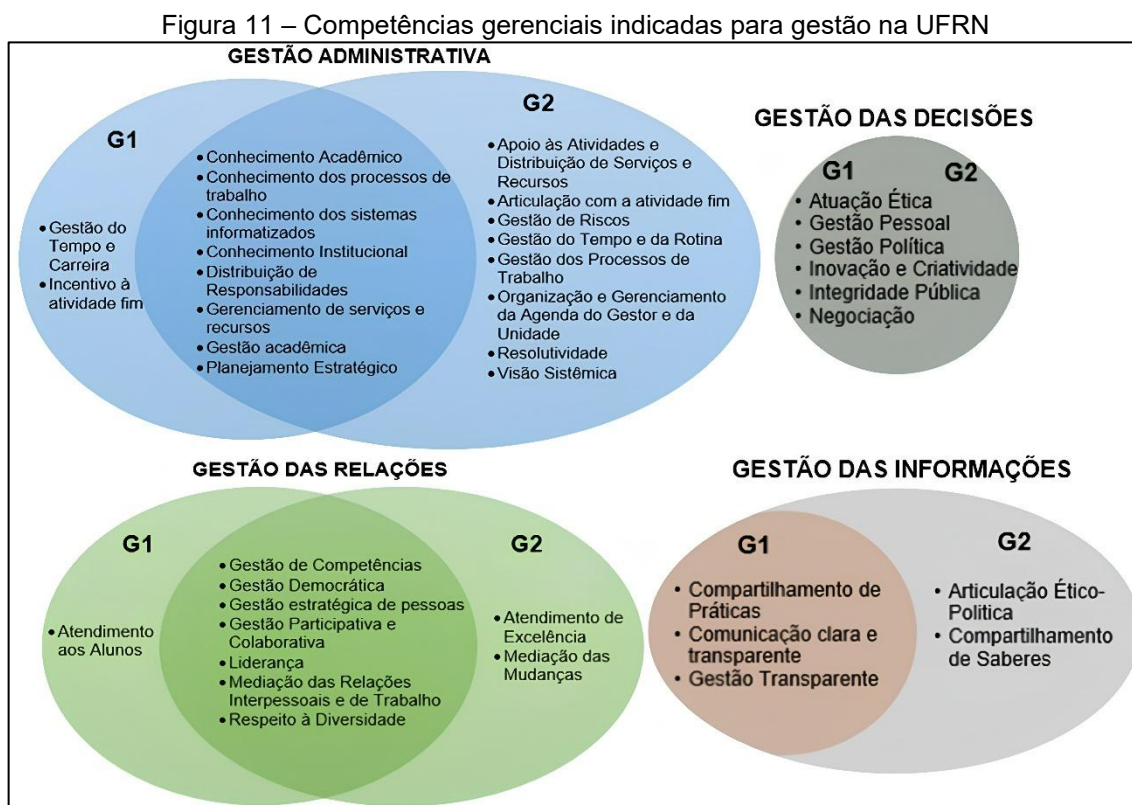 Figura 11 – Competências gerenciais indicadas para gestão na UFRN
GESTÃO ADMINISTRATIVA
G1
• Gestão do
Tempo e
Carreira
• Incentivo à
atividade fim
• Conhecimento Acadêmico
• Conhecimento dos processos de
trabalho
• Conhecimento dos sistemas
informatizados
• Conhecimento Institucional
• Distribuição de
Responsabilidades
• Gerenciamento de serviços e
recursos
• Gestão acadêmica
• Planejamento Estratégico
G2
• Apoio às Atividades e
Distribuição de Serviços e
Recursos
• Articulação com a atividade fim
• Gestão de Riscos
• Gestão do Tempo e da Rotina
• Gestão dos Processos de
Trabalho
• Organização e Gerenciamento
da Agenda do Gestor e da
Unidade
• Resolutividade
• Visão Sistêmica
GESTÃO DAS DECISÕES
G1 G2
• Atuação Ética
• Gestão Pessoal
• Gestão Política
• Inovação e Criatividade
• Integridade Pública
• Negociação
GESTÃO DAS RELAÇÕES
G1
• Atendimento
aos Alunos
• Gestão de Competências
• Gestão Democrática
• Gestão estratégica de pessoas
• Gestão Participativa e
Colaborativa
• Liderança
• Mediação das Relações
Interpessoais e de Trabalho
• Respeito à Diversidade
G2
• Atendimento de
Excelência
• Mediação das
Mudanças
GESTÃO DAS INFORMAÇÕES
G1
• Compartilhamento de
Práticas
• Comunicação clara e
transparente
• Gestão Transparente
G2
• Articulação Ético-
Politica
• Compartilhamento
de Saberes